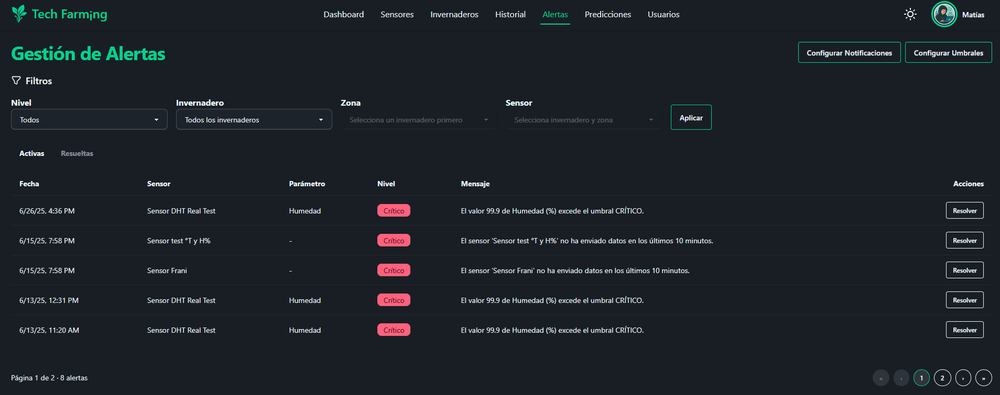 Tech Farming Dashboard Sensores Invernaderos Historial Alertas Predicciones Usuarios Matías
Gestión de Alertas Configurar Notificaciones Configurar Umbrales
Filtros
Nivel Invernadero Zona Sensor
Todos Todos los invernaderos Selecciona un invernadero primero Selecciona invernadero y zona Aplicar
Activas Resueltas
Fecha Sensor Parámetro Nivel Mensaje Acciones
6/26/25, 4:36 PM Sensor DHT Real Test Humedad Crítico El valor 99.9 de Humedad (%) excede el umbral CRÍTICO. Resolver
6/15/25, 7:58 PM Sensor test °T y H% - Crítico El sensor 'Sensor test °T y H%' no ha enviado datos en los últimos 10 minutos. Resolver
6/15/25, 7:58 PM Sensor Frani - Crítico El sensor 'Sensor Frani' no ha enviado datos en los últimos 10 minutos. Resolver
6/13/25, 12:31 PM Sensor DHT Real Test Humedad Crítico El valor 99.9 de Humedad (%) excede el umbral CRÍTICO. Resolver
6/13/25, 11:20 AM Sensor DHT Real Test Humedad Crítico El valor 99.9 de Humedad (%) excede el umbral CRÍTICO. Resolver
Página 1 de 2 · 8 alertas « ‹ 1 2 › »